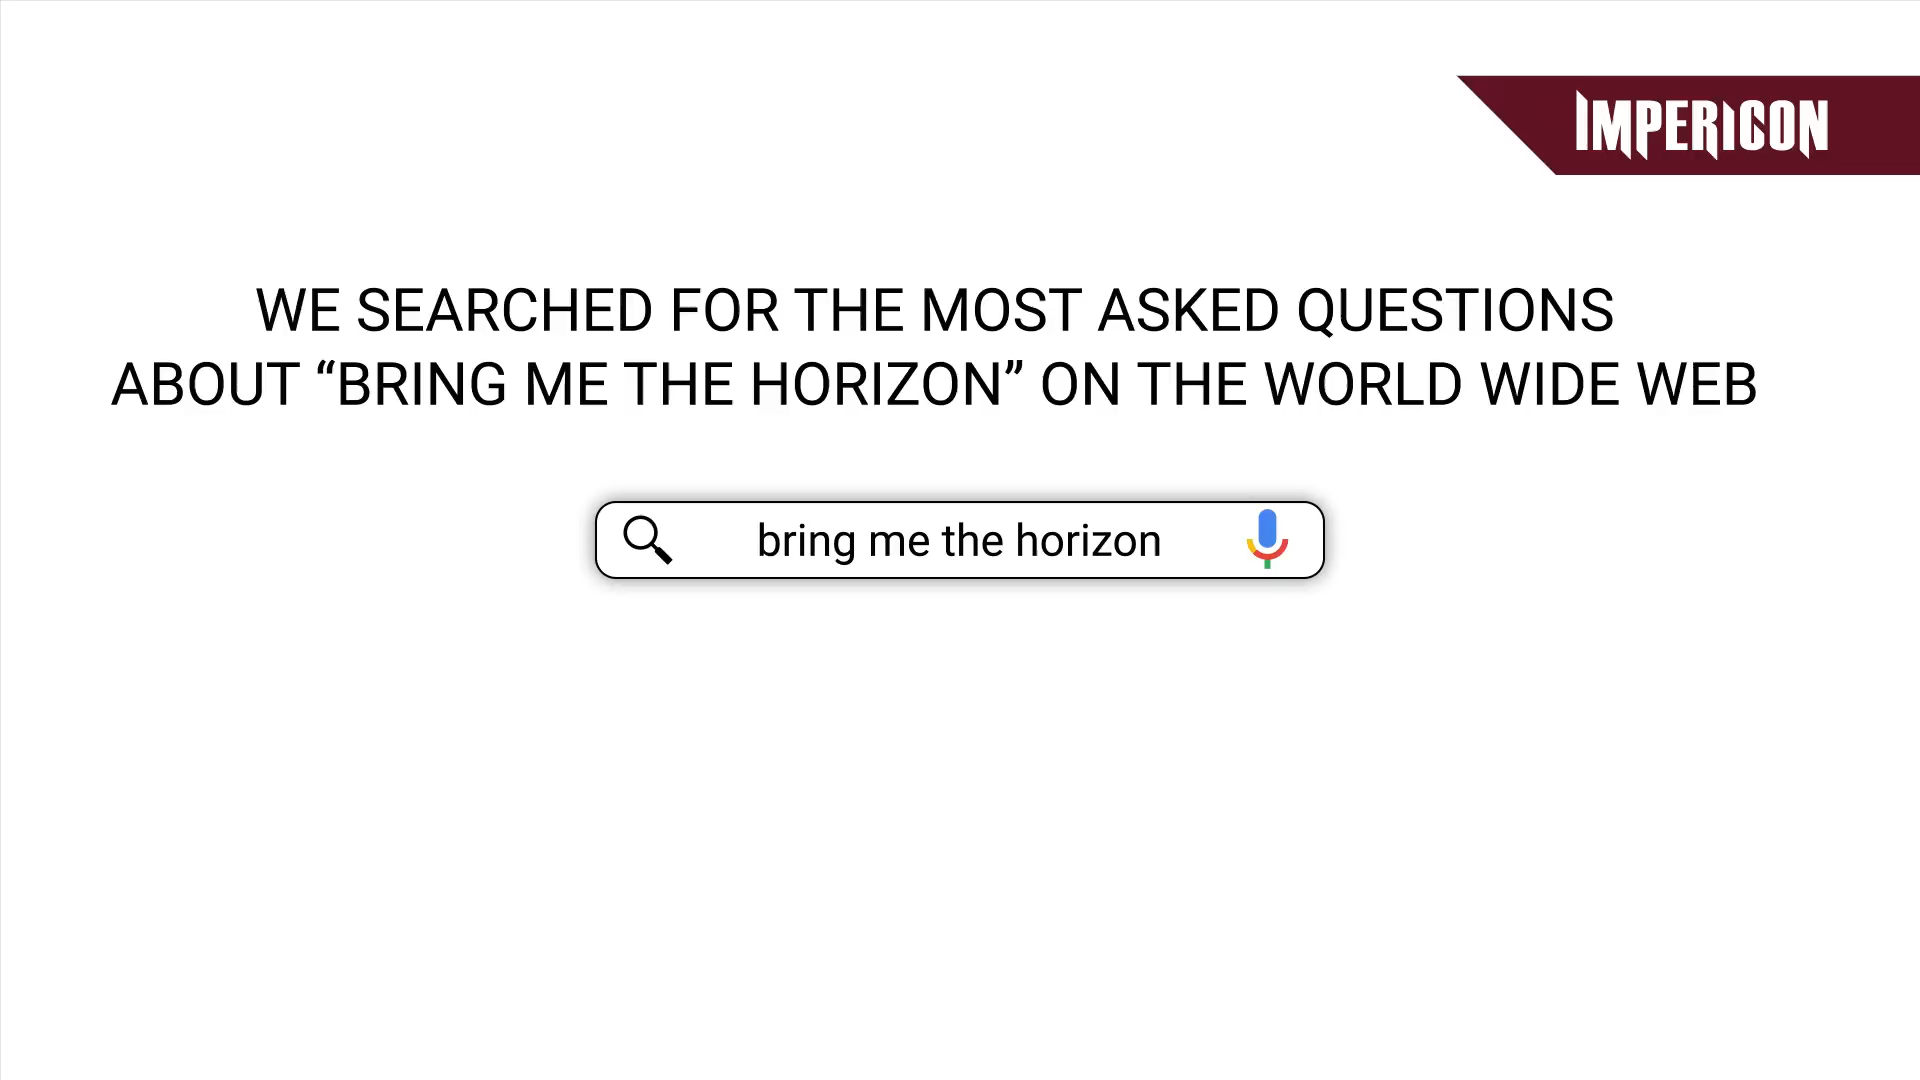 IMPERICON
WE SEARCHED FOR THE MOST ASKED QUESTIONS
ABOUT “BRING ME THE HORIZON” ON THE WORLD WIDE WEB
bring me the horizon